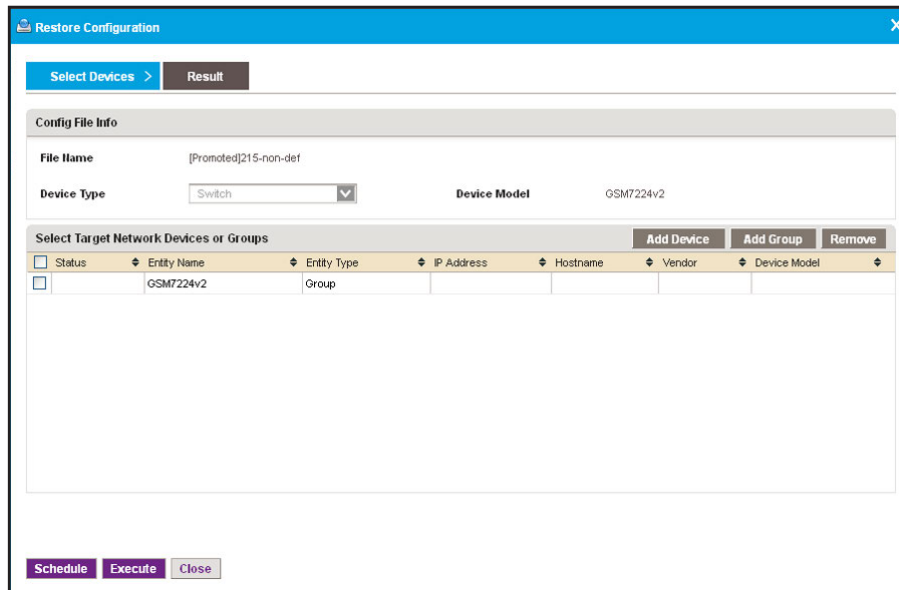 Restore Configuration X
Select Devices > Result
Config File Info
File Name [Promoted]215-non-def
Device Type Switch Device Model GSM7224v2
Select Target Network Devices or Groups Add Device Add Group Remove
Status Entity Name Entity Type IP Address Hostname Vendor Device Model
GSM7224v2 Group
Schedule Execute Close